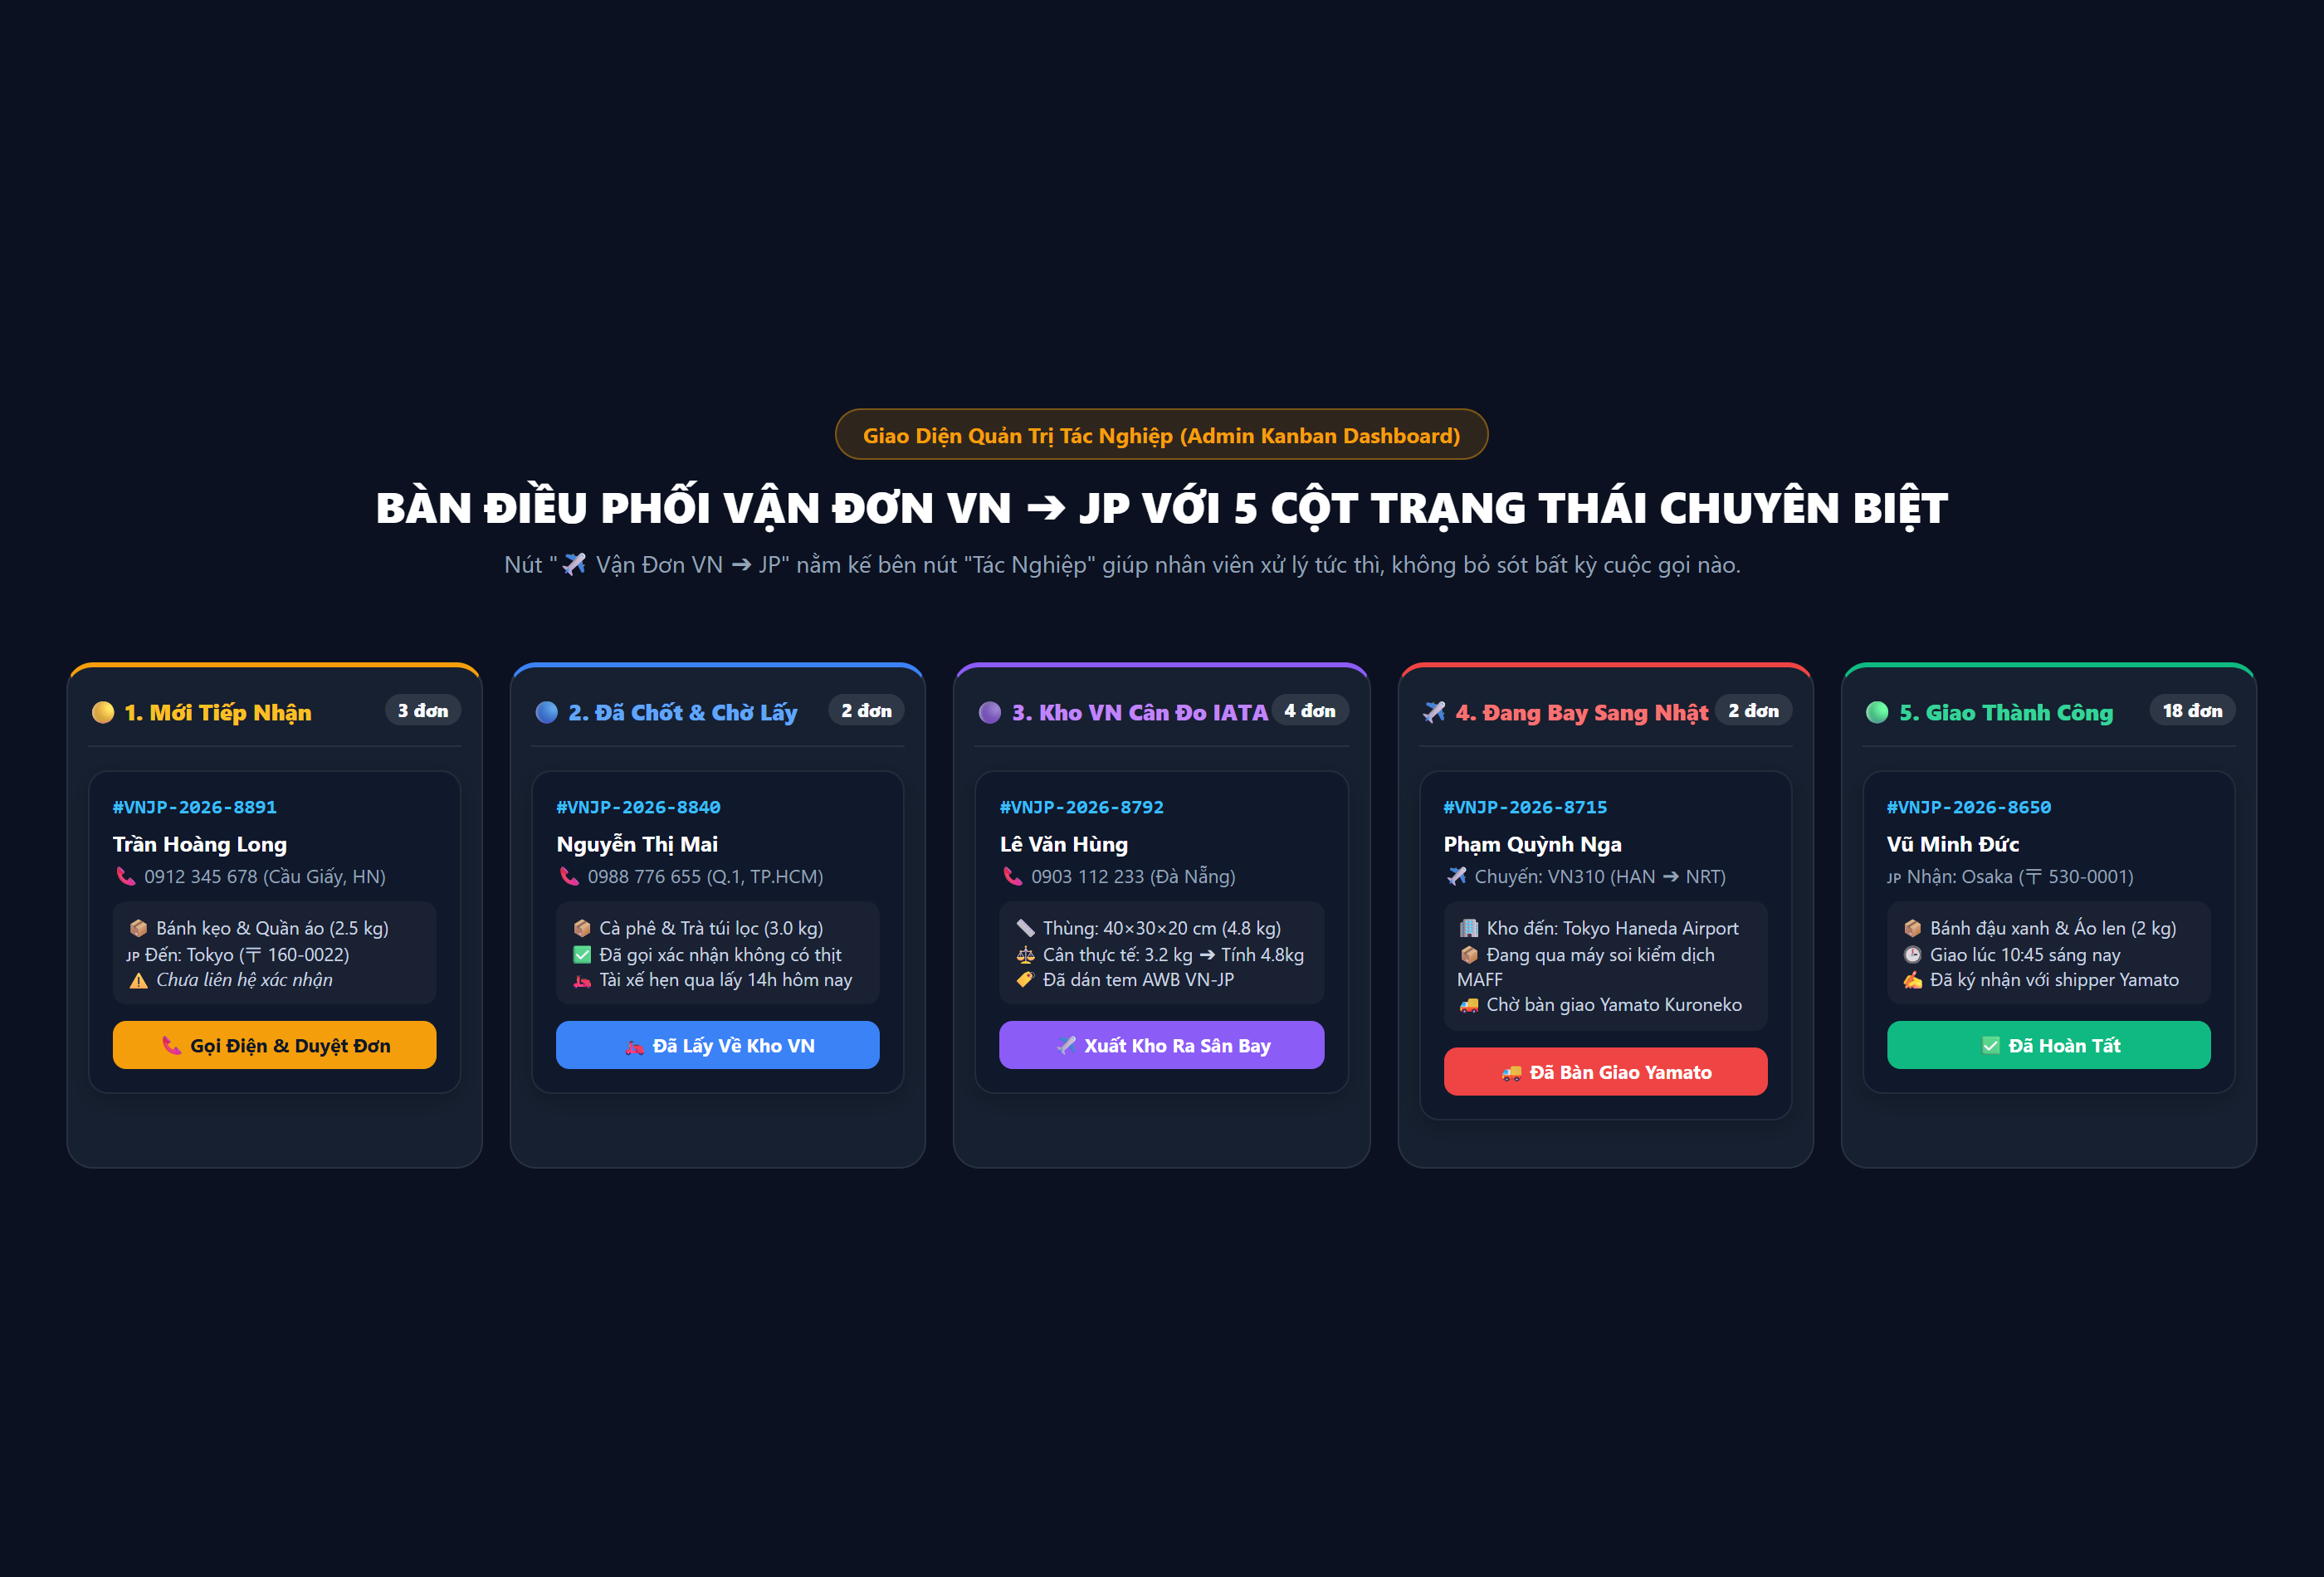 Giao Diện Quản Trị Tác Nghiệp (Admin Kanban Dashboard)
BÀN ĐIỀU PHỐI VẬN ĐƠN VN ➔ JP VỚI 5 CỘT TRẠNG THÁI CHUYÊN BIỆT
Nút "✈️ Vận Đơn VN ➔ JP" nằm kế bên nút "Tác Nghiệp" giúp nhân viên xử lý tức thì, không bỏ sót bất kỳ cuộc gọi nào.
🟡 1. Mới Tiếp Nhận
3 đơn
#VNJP-2026-8891
Trần Hoàng Long
📞 0912 345 678 (Cầu Giấy, HN)
📦 Bánh kẹo & Quần áo (2.5 kg)
JP Đến: Tokyo (〒 160-0022)
⚠️ Chưa liên hệ xác nhận
📞 Gọi Điện & Duyệt Đơn
🔵 2. Đã Chốt & Chờ Lấy
2 đơn
#VNJP-2026-8840
Nguyễn Thị Mai
📞 0988 776 655 (Q.1, TP.HCM)
📦 Cà phê & Trà túi lọc (3.0 kg)
✅ Đã gọi xác nhận không có thịt
🛵 Tài xế hẹn qua lấy 14h hôm nay
🛵 Đã Lấy Về Kho VN
🟣 3. Kho VN Cân Đo IATA
4 đơn
#VNJP-2026-8792
Lê Văn Hùng
📞 0903 112 233 (Đà Nẵng)
📏 Thùng: 40×30×20 cm (4.8 kg)
⚖️ Cân thực tế: 3.2 kg ➔ Tính 4.8kg
🏷️ Đã dán tem AWB VN-JP
✈️ Xuất Kho Ra Sân Bay
✈️ 4. Đang Bay Sang Nhật
2 đơn
#VNJP-2026-8715
Phạm Quỳnh Nga
✈️ Chuyến: VN310 (HAN ➔ NRT)
🏢 Kho đến: Tokyo Haneda Airport
📦 Đang qua máy soi kiểm dịch
MAFF
🚚 Chờ bàn giao Yamato Kuroneko
🚚 Đã Bàn Giao Yamato
🟢 5. Giao Thành Công
18 đơn
#VNJP-2026-8650
Vũ Minh Đức
JP Nhận: Osaka (〒 530-0001)
📦 Bánh đậu xanh & Áo len (2 kg)
🕒 Giao lúc 10:45 sáng nay
✍️ Đã ký nhận với shipper Yamato
✅ Đã Hoàn Tất